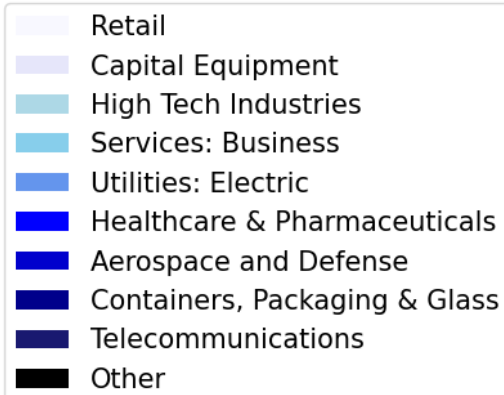 Retail
Capital Equipment
High Tech Industries
Services: Business
Utilities: Electric
Healthcare & Pharmaceuticals
Aerospace and Defense
Containers, Packaging & Glass
Telecommunications
Other